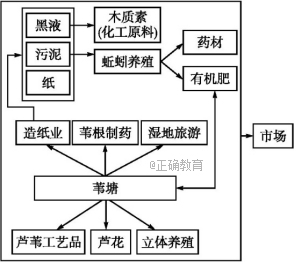 黑液
木质素
(化工原料)
药材
污泥
蚯蚓养殖
纸
有机肥
造纸业
苇根制药
湿地旅游
市场
@正确教育
苇塘
芦苇工艺品
芦花
立体养殖